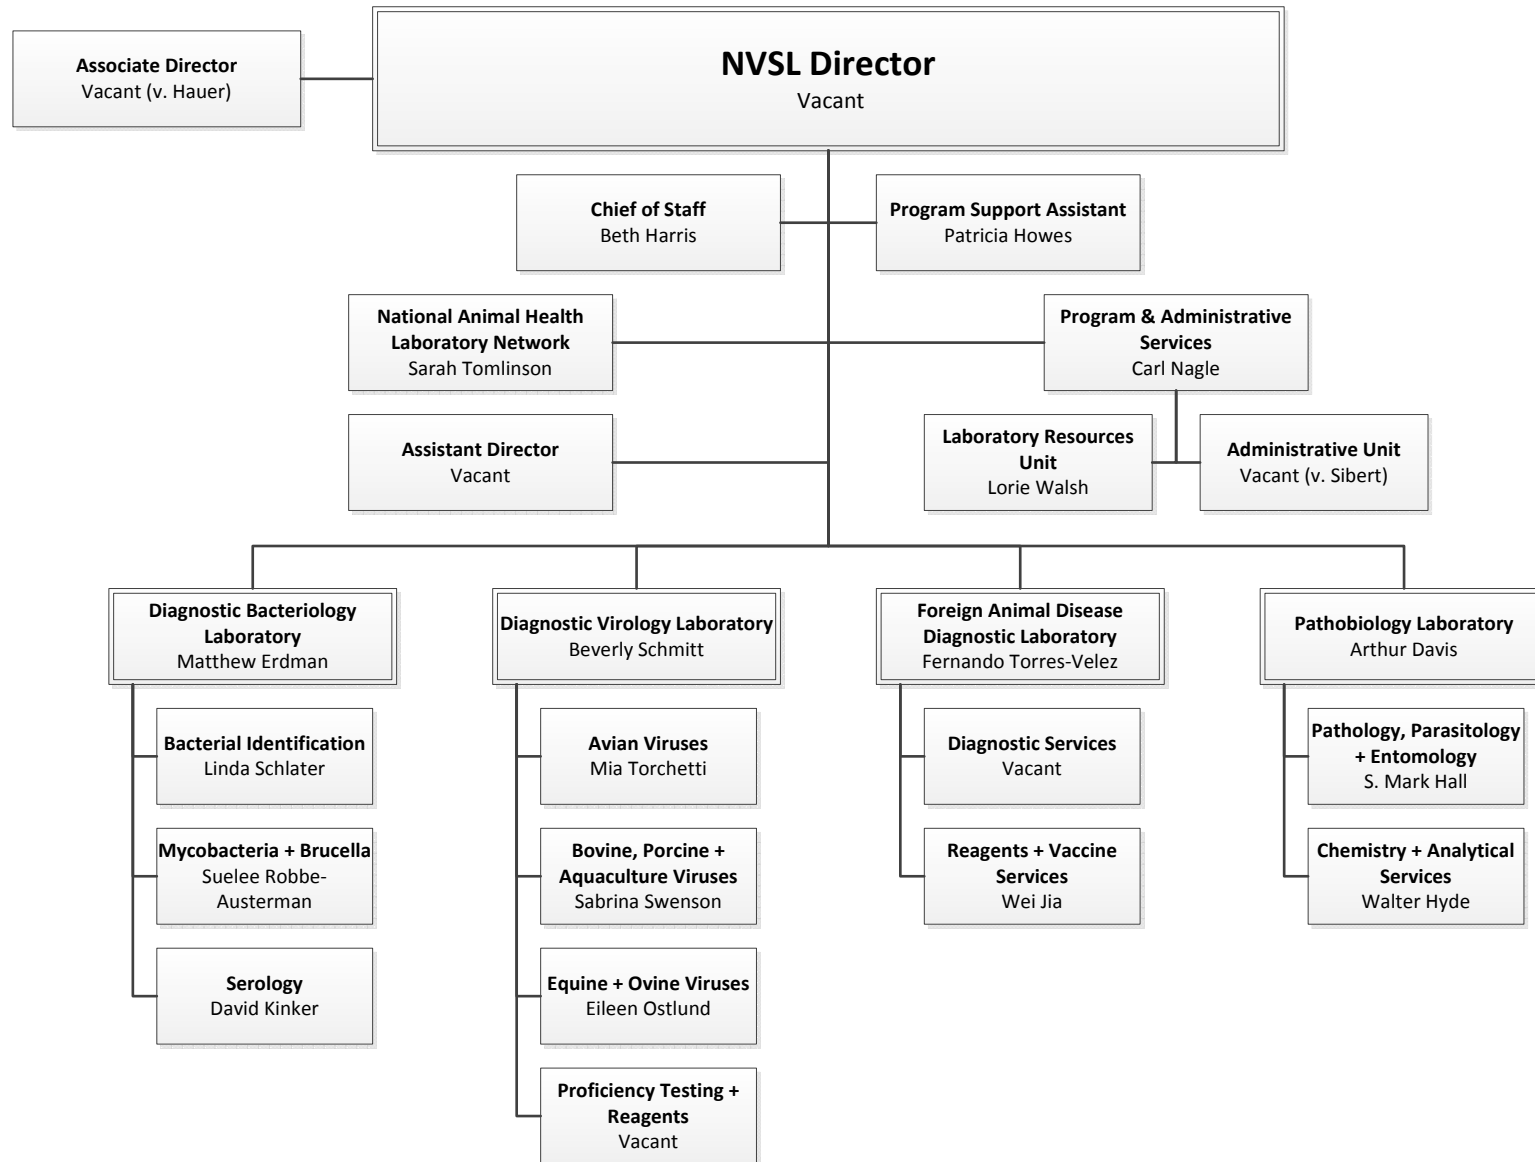 NVSL Director
Vacant
Associate Director
Vacant (v. Hauer)
Chief of Staff
Beth Harris
Program Support Assistant
Patricia Howes
National Animal Health
Laboratory Network
Sarah Tomlinson
Program & Administrative
Services
Carl Nagle
Assistant Director
Vacant
Laboratory Resources
Unit
Lorie Walsh
Administrative Unit
Vacant (v. Sibert)
Diagnostic Bacteriology
Laboratory
Matthew Erdman
Diagnostic Virology Laboratory
Beverly Schmitt
Foreign Animal Disease
Diagnostic Laboratory
Fernando Torres-Velez
Pathobiology Laboratory
Arthur Davis
Bacterial Identification
Linda Schlater
Mycobacteria + Brucella
Suelee Robbe-
Austerman
Serology
David Kinker
Avian Viruses
Mia Torchetti
Bovine, Porcine +
Aquaculture Viruses
Sabrina Swenson
Equine + Ovine Viruses
Eileen Ostlund
Proficiency Testing +
Reagents
Vacant
Diagnostic Services
Vacant
Reagents + Vaccine
Services
Wei Jia
Pathology, Parasitology
+ Entomology
S. Mark Hall
Chemistry + Analytical
Services
Walter Hyde